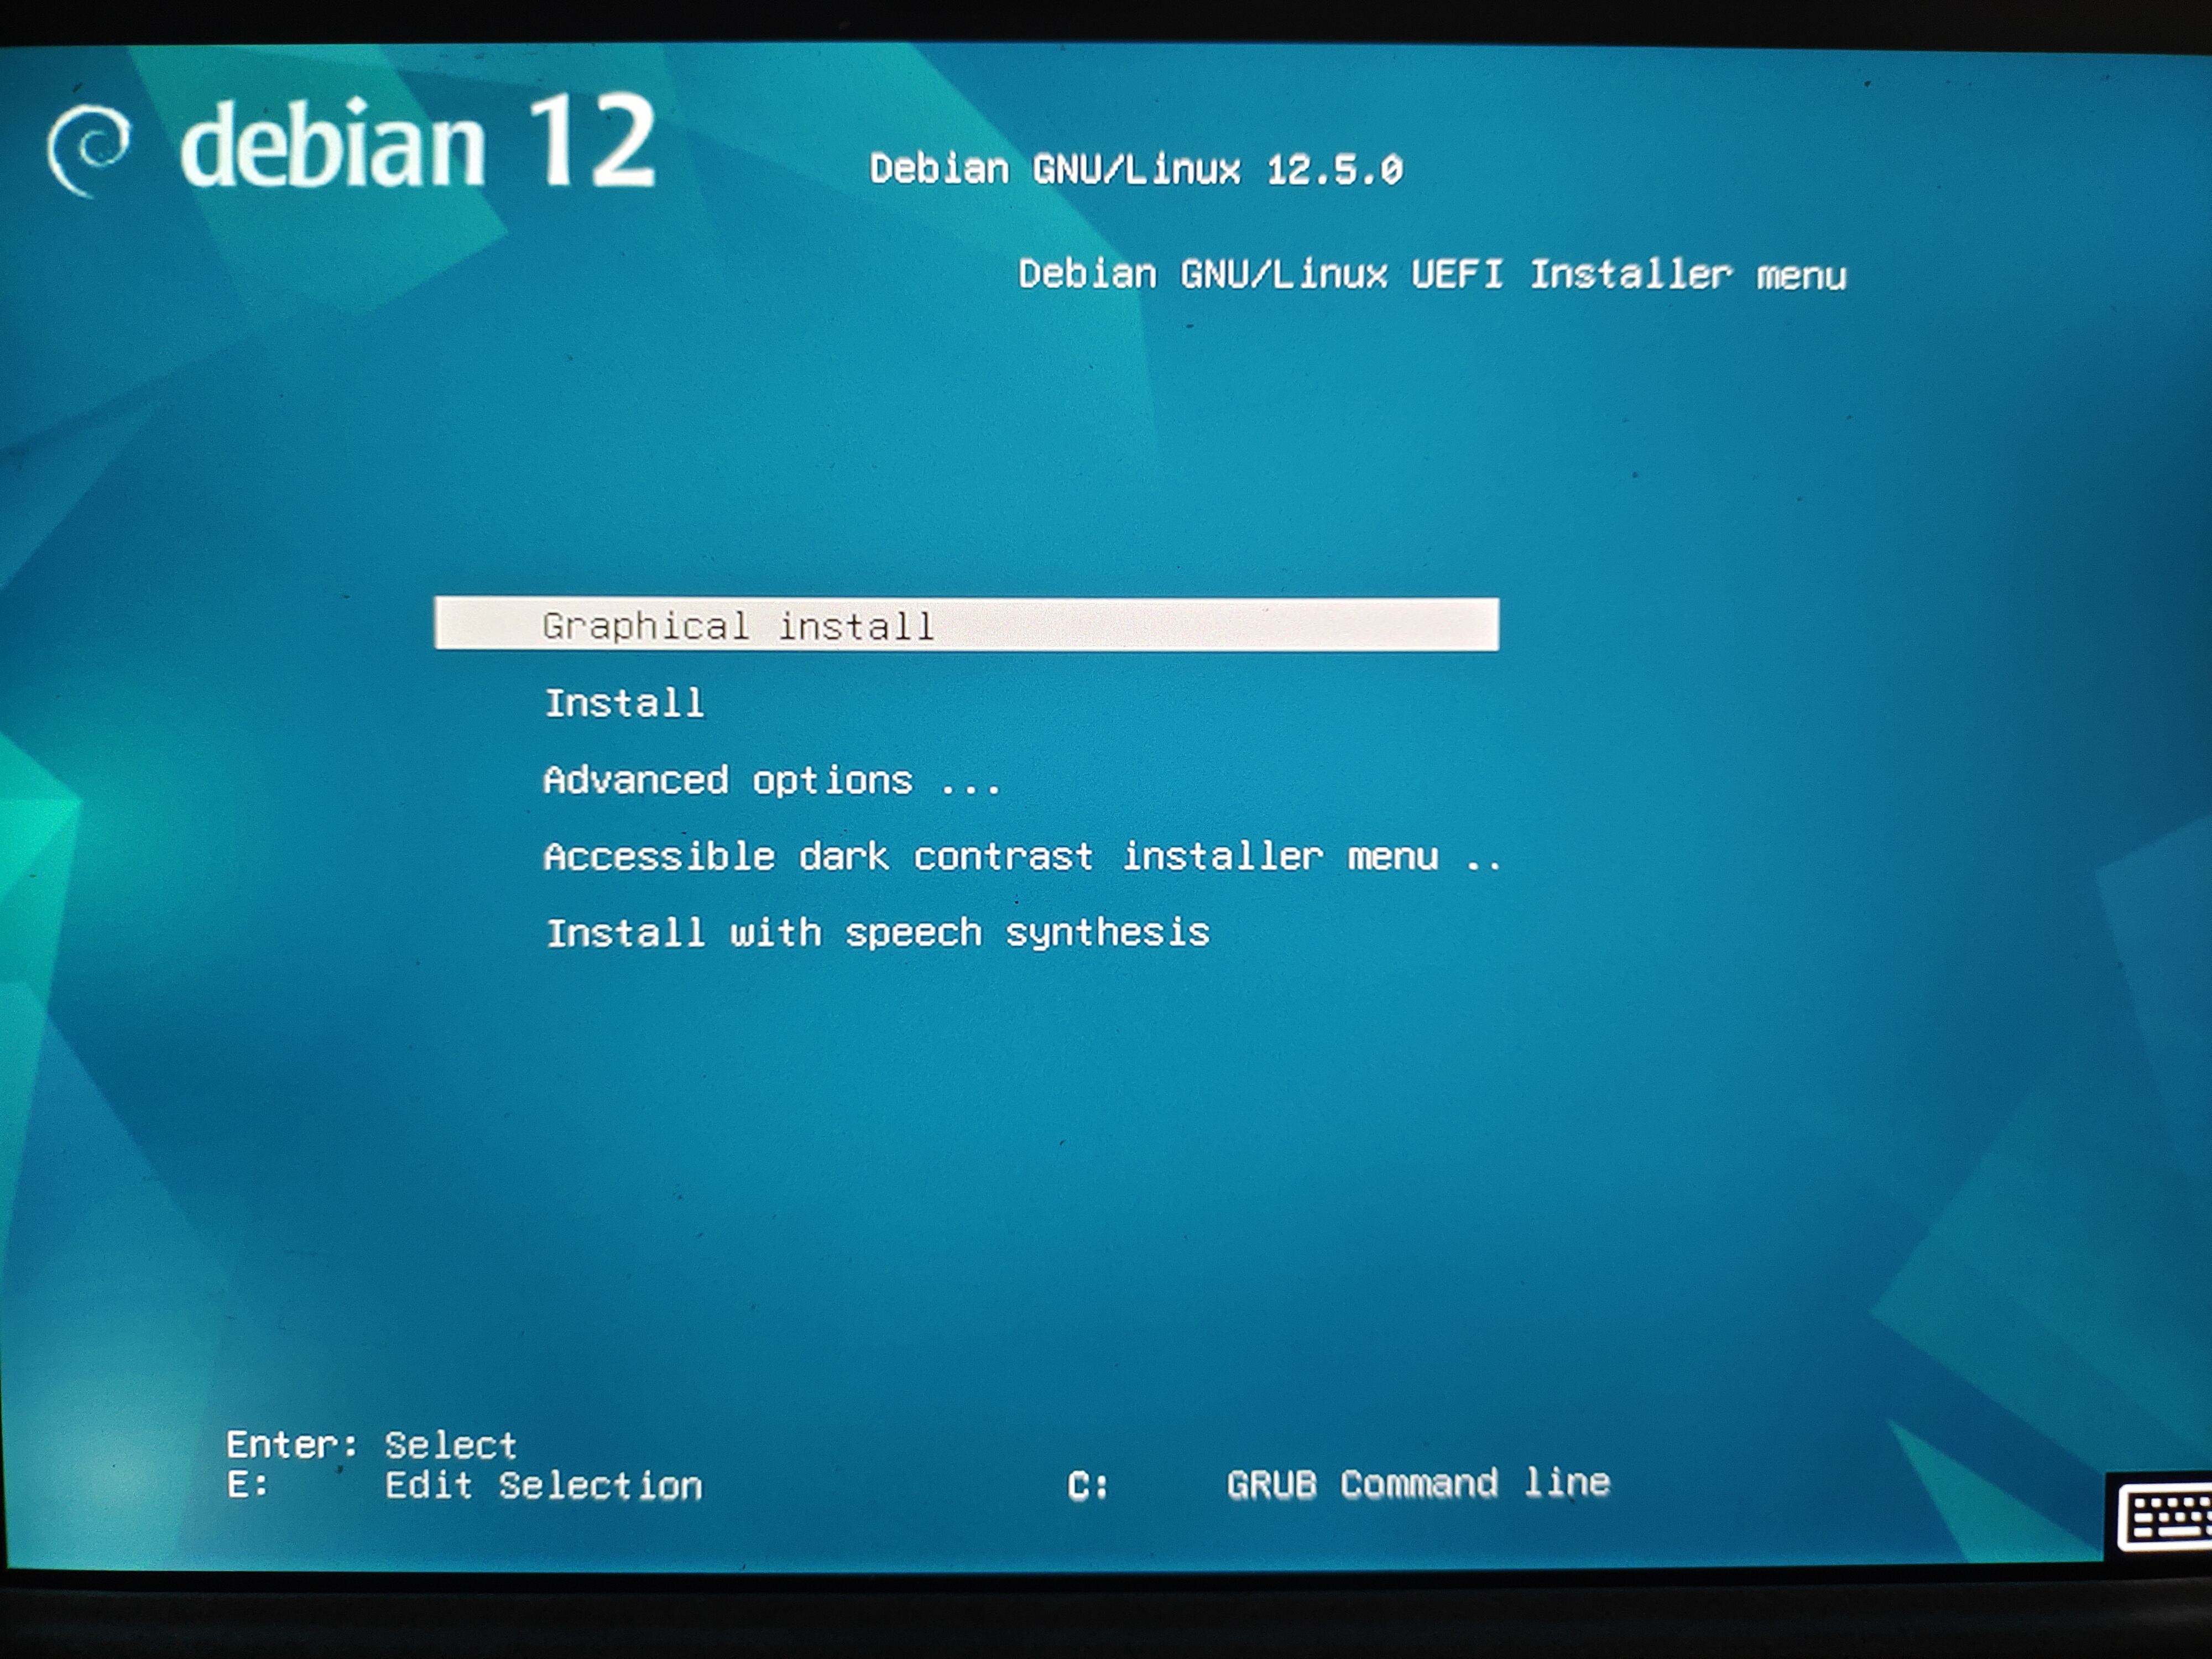 debian 12
Debian GNU/Linux 12.5.0
Debian GNU/Linux UEFI Installer menu
Graphical install
Install
Advanced options ...
Accessible dark contrast installer menu ..
Install with speech synthesis
Enter: Select
E: Edit Selection
C: GRUB Command line